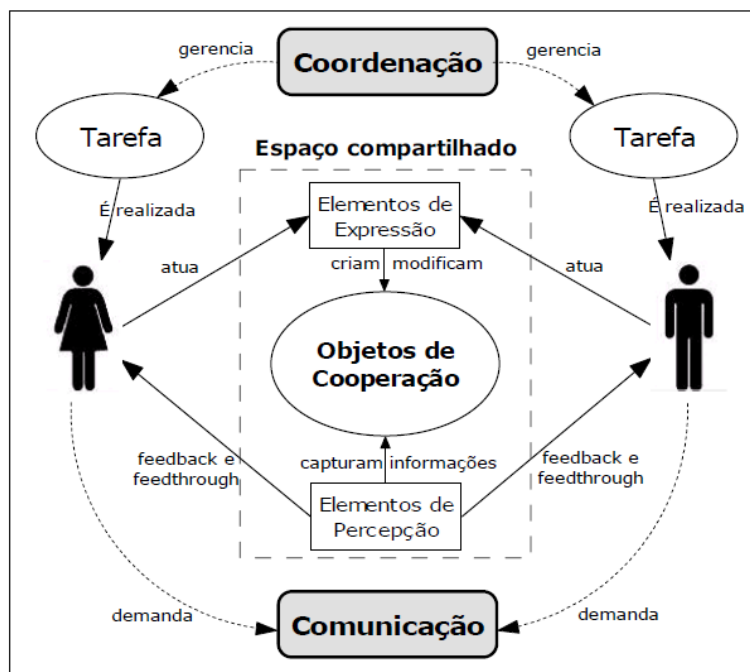 Coordenação
gerencia
gerencia
Tarefa
Tarefa
Espaço compartilhado
É realizada
É realizada
Elementos de
Expressão
atua
atua
criam modificam
Objetos de
Cooperação
capturam informações
feedback e
feedthrough
feedback e
feedthrough
Elementos de
Percepção
demanda
demanda
Comunicação